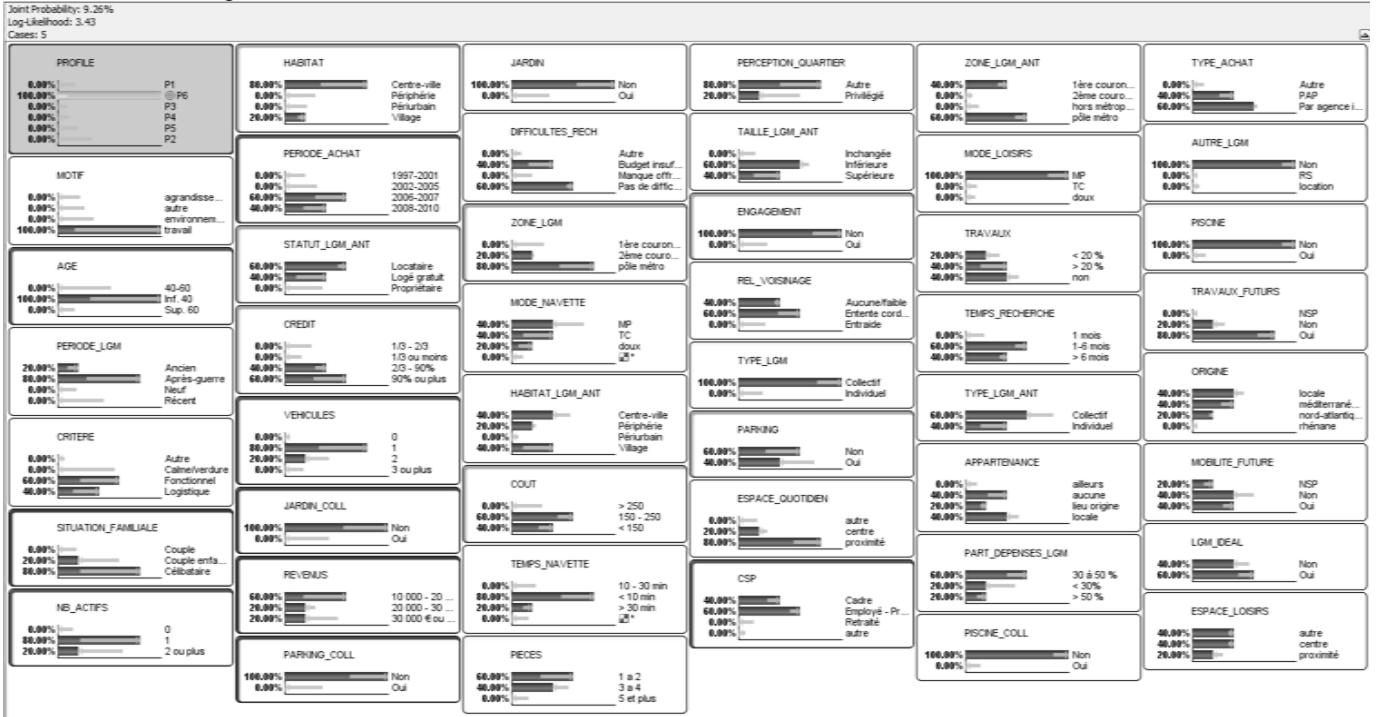 Joint Probability: 9.26%
Log-Likelihood: 3.43
Cases: 5
PROFILE
0.00% P1
100.00% P6
0.00% P3
0.00% P4
0.00% P5
0.00% P2
MOTIF
0.00% agrandisse...
0.00% autre
0.00% environnem...
100.00% travail
AGE
0.00% 40-60
100.00% Inf. 40
0.00% Sup. 60
PERIODE_LGM
20.00% Ancien
80.00% Après-guerre
0.00% Neuf
0.00% Récent
CRITERE
0.00% Autre
0.00% Calme/verdure
60.00% Fonctionnel
40.00% Logistique
SITUATION_FAMILIALE
0.00% Couple
20.00% Couple enfa...
80.00% Célibataire
NB_ACTIFS
0.00% 0
80.00% 1
20.00% 2 ou plus
HABITAT
80.00% Centre-ville
0.00% Périphérie
0.00% Périurbain
20.00% Village
PERIODE_ACHAT
0.00% 1997-2001
0.00% 2002-2005
60.00% 2006-2007
40.00% 2008-2010
STATUT_LGM_ANT
60.00% Locataire
40.00% Logé gratuit
0.00% Propriétaire
CREDIT
0.00% 1/3 - 2/3
0.00% 1/3 ou moins
40.00% 2/3 - 90%
60.00% 90% ou plus
VEHICULES
0.00% 0
80.00% 1
20.00% 2
0.00% 3 ou plus
JARDIN_COLL
100.00% Non
0.00% Oui
REVENUS
60.00% 10 000 - 20 ...
20.00% 20 000 - 30 ...
20.00% 30 000 € ou ...
PARKING_COLL
100.00% Non
0.00% Oui
JARDIN
100.00% Non
0.00% Oui
DIFFICULTES_RECH
0.00% Autre
40.00% Budget insuf...
0.00% Manque offr...
60.00% Pas de diffic...
ZONE_LGM
0.00% 1ère couron...
20.00% 2ème couro...
80.00% pôle métro
MODE_NAVETTE
40.00% MP
40.00% TC
20.00% doux
0.00% *
HABITAT_LGM_ANT
40.00% Centre-ville
20.00% Périphérie
0.00% Périurbain
40.00% Village
COUT
0.00% > 250
60.00% 150 - 250
40.00% < 150
TEMPS_NAVETTE
0.00% 10 - 30 min
80.00% < 10 min
20.00% > 30 min
0.00% *
PIECES
60.00% 1 a 2
40.00% 3 a 4
0.00% 5 et plus
PERCEPTION_QUARTIER
80.00% Autre
20.00% Privilégié
TAILLE_LGM_ANT
0.00% Inchangée
60.00% Inférieure
40.00% Supérieure
ENGAGEMENT
100.00% Non
0.00% Oui
REL_VOISINAGE
40.00% Aucune/faible
60.00% Entente cord...
0.00% Entraide
TYPE_LGM
100.00% Collectif
0.00% Individuel
PARKING
60.00% Non
40.00% Oui
ESPACE_QUOTIDIEN
0.00% autre
20.00% centre
80.00% proximité
CSP
40.00% Cadre
60.00% Employé - Pr...
0.00% Retraité
0.00% autre
ZONE_LGM_ANT
40.00% 1ère couron...
0.00% 2ème couro...
0.00% hors métrop...
60.00% pôle métro
MODE_LOISIRS
100.00% MP
0.00% TC
0.00% doux
TRAVAUX
20.00% < 20 %
40.00% > 20 %
40.00% non
TEMPS_RECHERCHE
0.00% 1 mois
60.00% 1-6 mois
40.00% > 6 mois
TYPE_LGM_ANT
60.00% Collectif
40.00% Individuel
APPARTENANCE
0.00% ailleurs
40.00% aucune
20.00% lieu origine
40.00% locale
PART_DEPENSES_LGM
60.00% 30 à 50 %
20.00% < 30%
20.00% > 50 %
PISCINE_COLL
100.00% Non
0.00% Oui
TYPE_ACHAT
0.00% Autre
40.00% PAP
60.00% Par agence i...
AUTRE_LGM
100.00% Non
0.00% RS
0.00% location
PISCINE
100.00% Non
0.00% Oui
TRAVAUX_FUTURS
0.00% NSP
20.00% Non
80.00% Oui
ORIGINE
40.00% locale
40.00% méditerrané...
20.00% nord-atlantiq...
0.00% rhénane
MOBILITE_FUTURE
20.00% NSP
40.00% Non
40.00% Oui
LGM_IDEAL
40.00% Non
60.00% Oui
ESPACE_LOISIRS
40.00% autre
40.00% centre
20.00% proximité